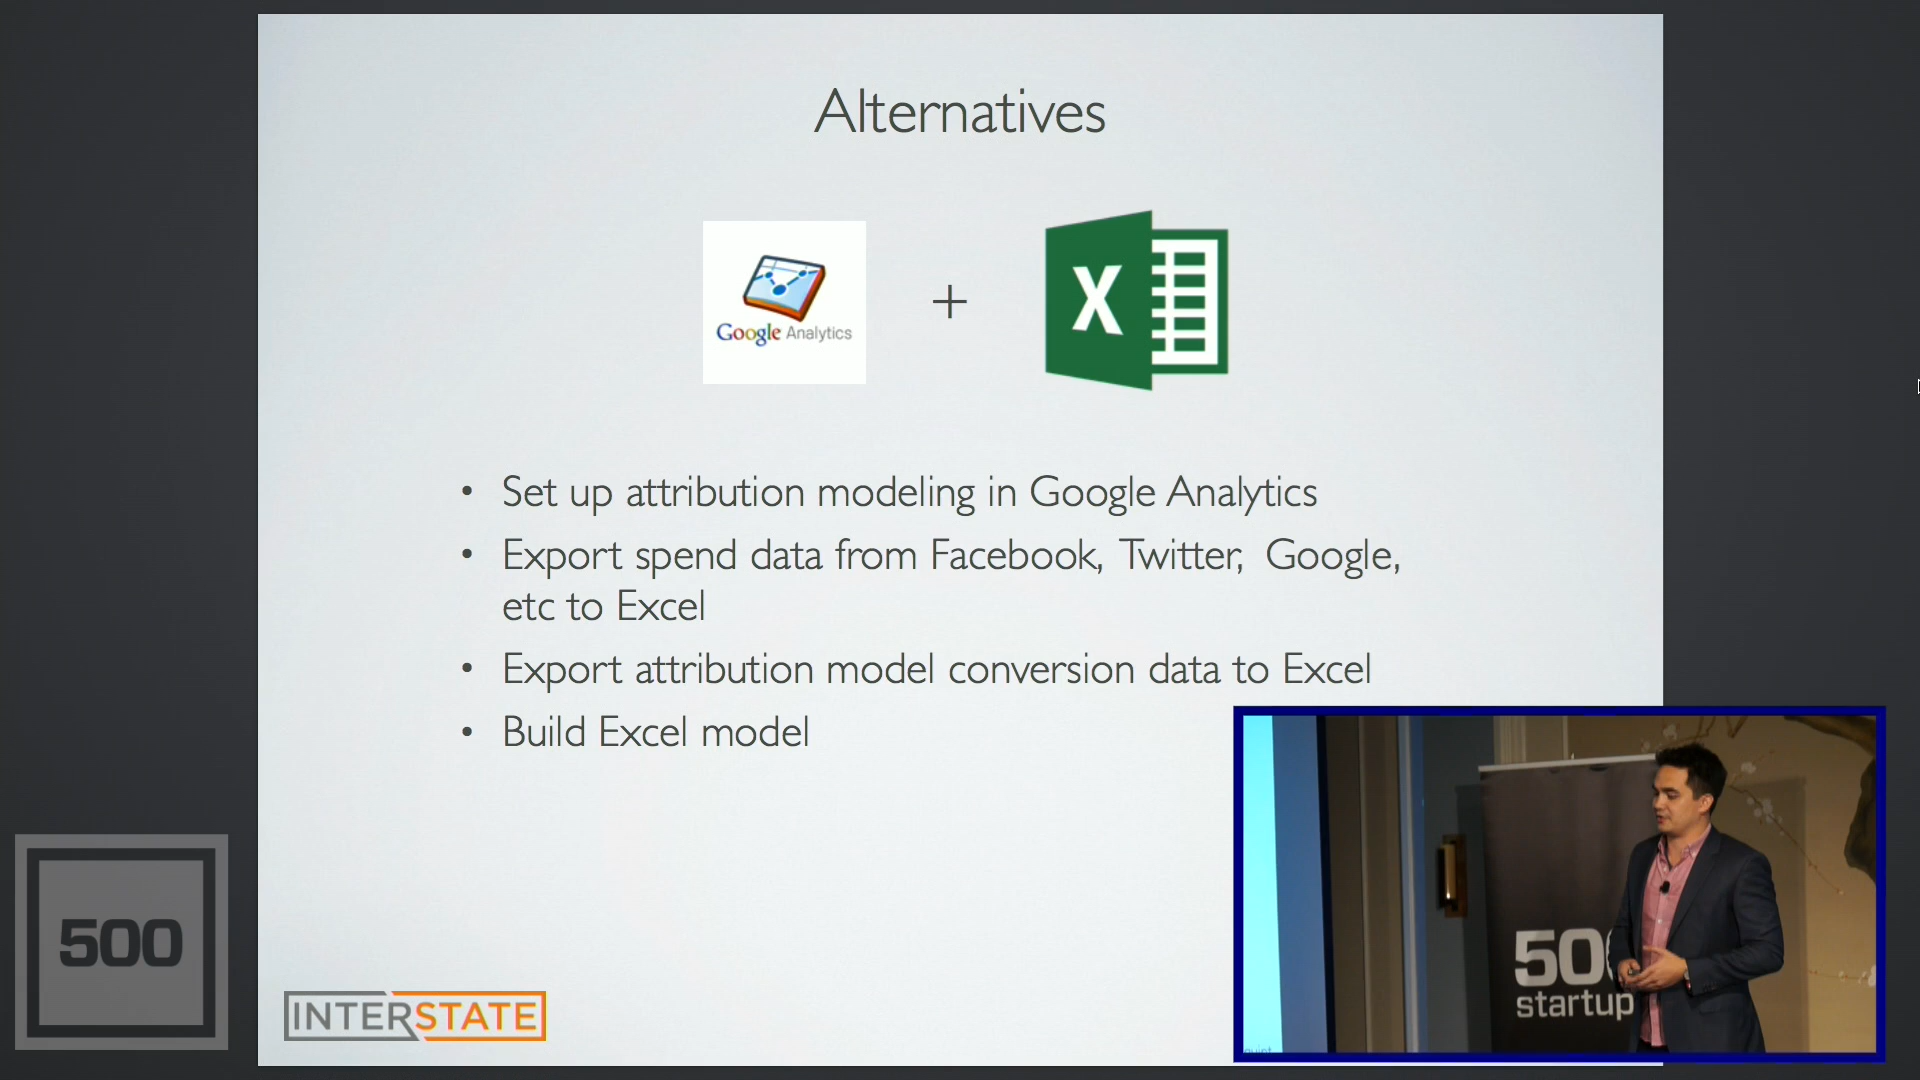 Alternatives
Google Analytics
+
X
• Set up attribution modeling in Google Analytics
• Export spend data from Facebook, Twitter, Google,
etc to Excel
• Export attribution model conversion data to Excel
• Build Excel model
500
INTERSTATE
500
startup